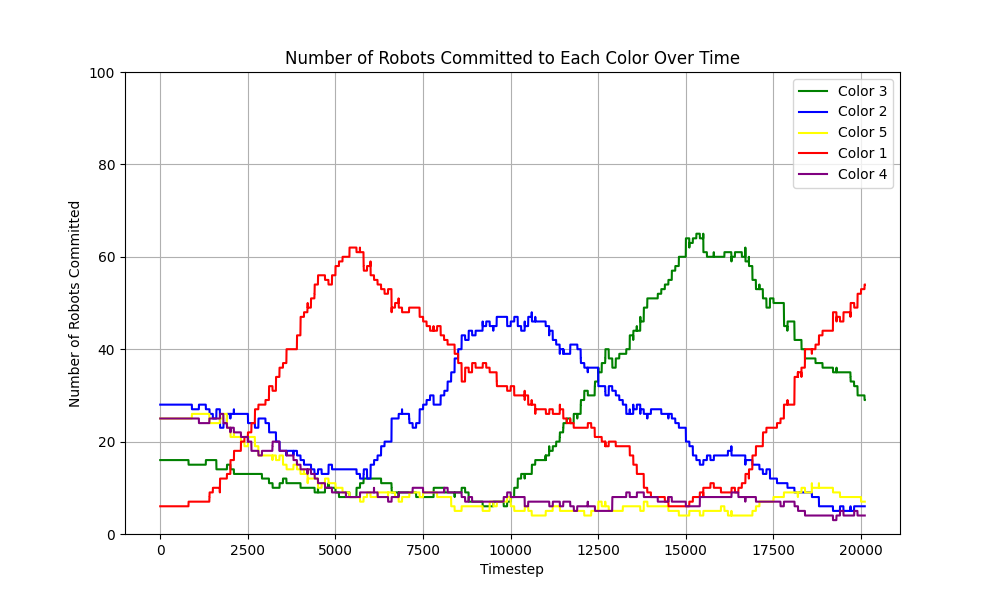 Number of Robots Committed to Each Color Over Time
Number of Robots Committed
100
80
60
40
20
0
Color 3
Color 2
Color 5
Color 1
Color 4
0 2500 5000 7500 10000 12500 15000 17500 20000
Timestep